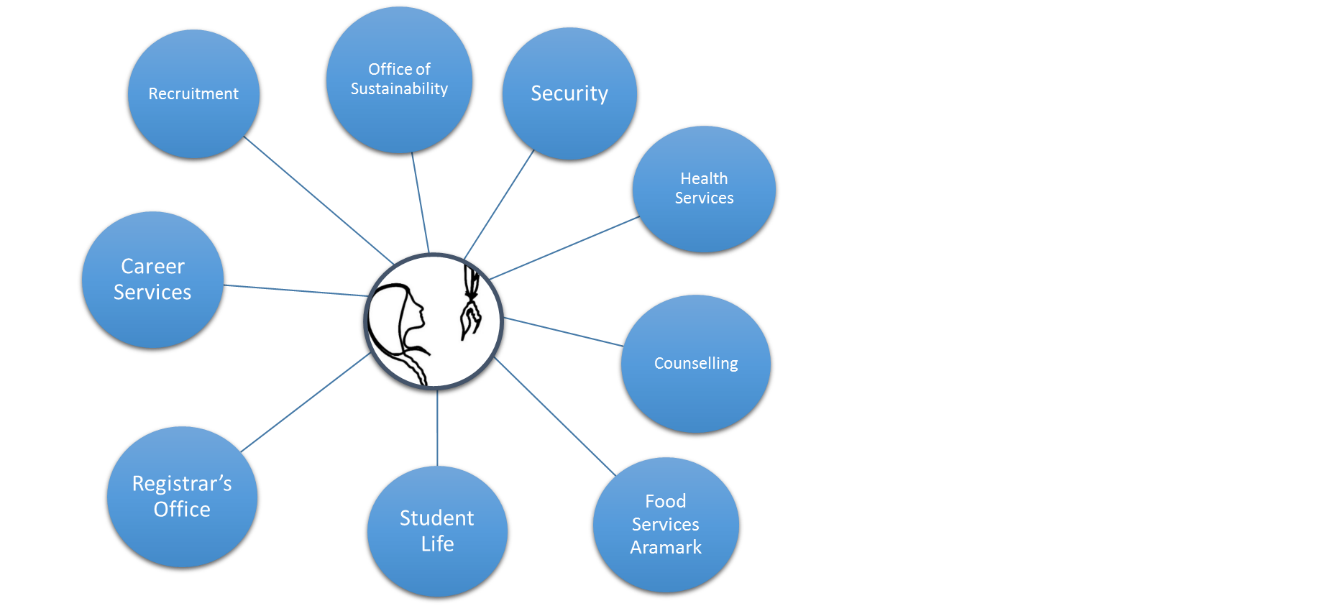 Recruitment
Office of
Sustainability
Security
Health
Services
Career
Services
Counselling
Registrar’s
Office
Student
Life
Food
Services
Aramark